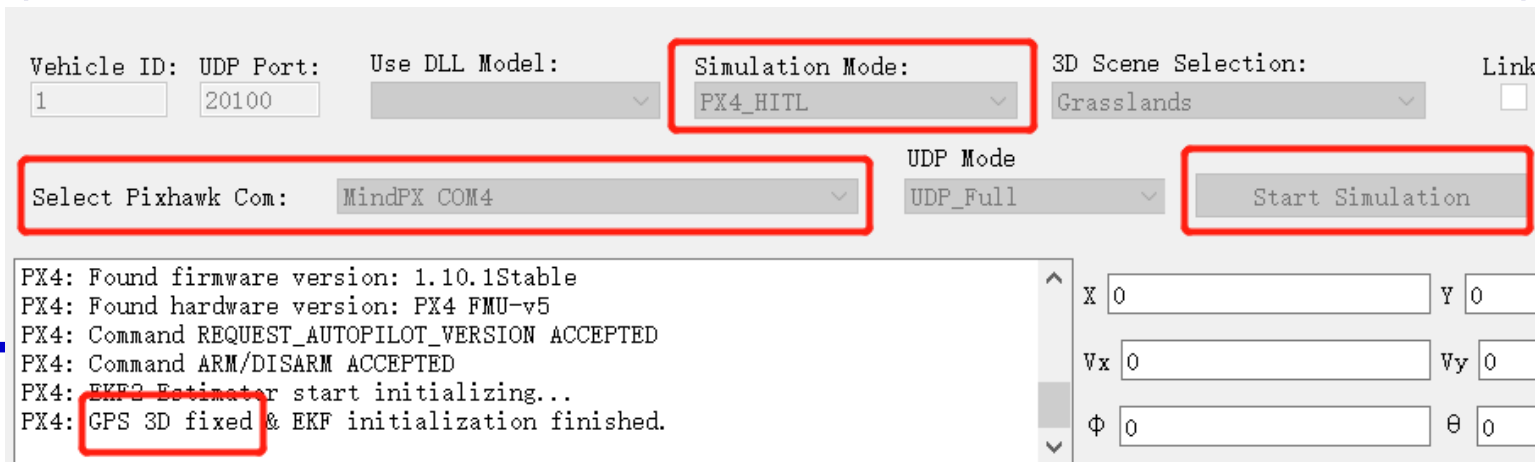 Vehicle ID: UDP Port: Use DLL Model: Simulation Mode: 3D Scene Selection: Link
1 20100 PX4_HITL Grasslands
UDP Mode
Select Pixhawk Com: MindPX COM4 UDP_Full Start Simulation
PX4: Found firmware version: 1.10.1Stable
PX4: Found hardware version: PX4 FMU-v5
PX4: Command REQUEST_AUTOPILOT_VERSION ACCEPTED
PX4: Command ARM/DISARM ACCEPTED
PX4: EKF2 Estimator start initializing...
PX4: GPS 3D fixed & EKF initialization finished.
X 0 Y 0
Vx 0 Vy 0
Φ 0 θ 0